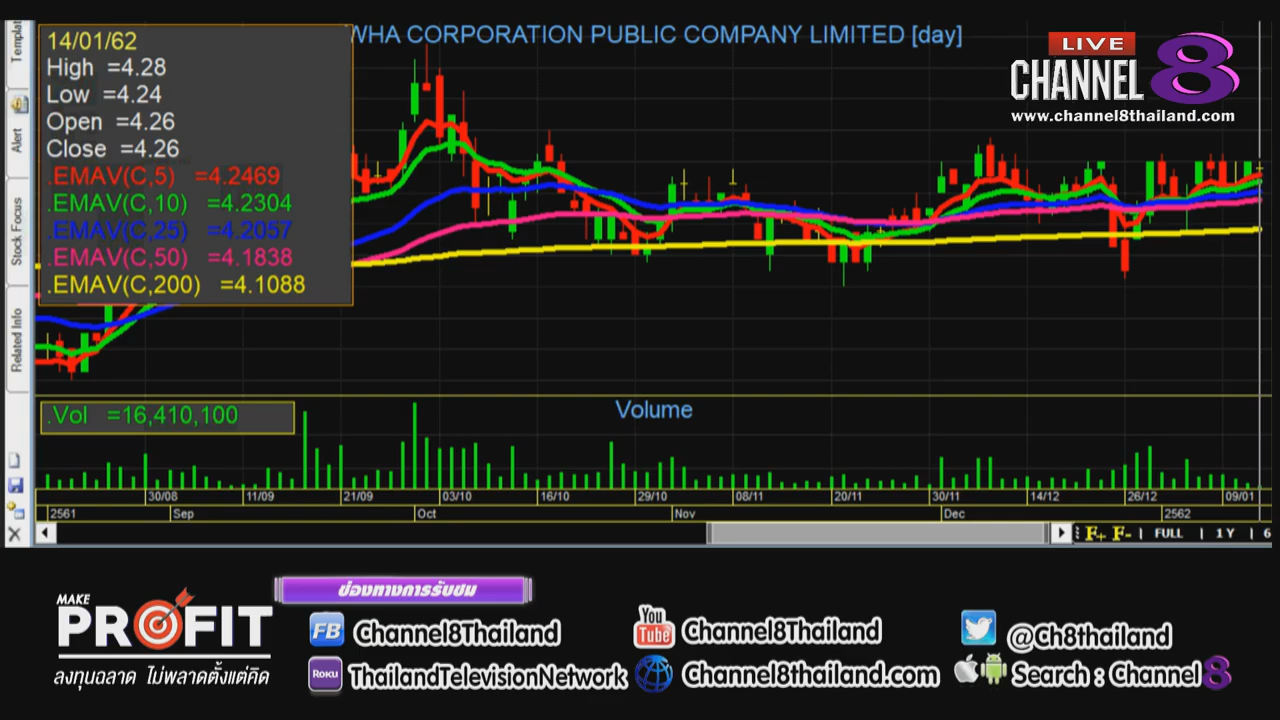 WHA CORPORATION PUBLIC COMPANY LIMITED [day]
14/01/62
High =4.28
Low =4.24
Open =4.26
Close =4.26
.EMAV(C,5) =4.2469
.EMAV(C,10) =4.2304
.EMAV(C,25) =4.2057
.EMAV(C,50) =4.1838
.EMAV(C,200) =4.1088
LIVE
CHANNEL 8
www.channel8thailand.com
Templat
Alert
Stock Focus
Related Info
.Vol =16,410,100
Volume
30/08 11/09 21/09 03/10 16/10 29/10 08/11 20/11 30/11 14/12 26/12 09/01
2561 Sep Oct Nov Dec 2562
F+ F- | FULL | 1 Y | 6
MAKE
PROFIT
ลงทุนฉลาด ไม่พลาดตั้งแต่คิด
ช่องทางการรับชม
FB Channel8Thailand
You Tube Channel8Thailand
@Ch8thailand
ROKU ThailandTelevisionNetwork
Channel8thailand.com
Search : Channel 8